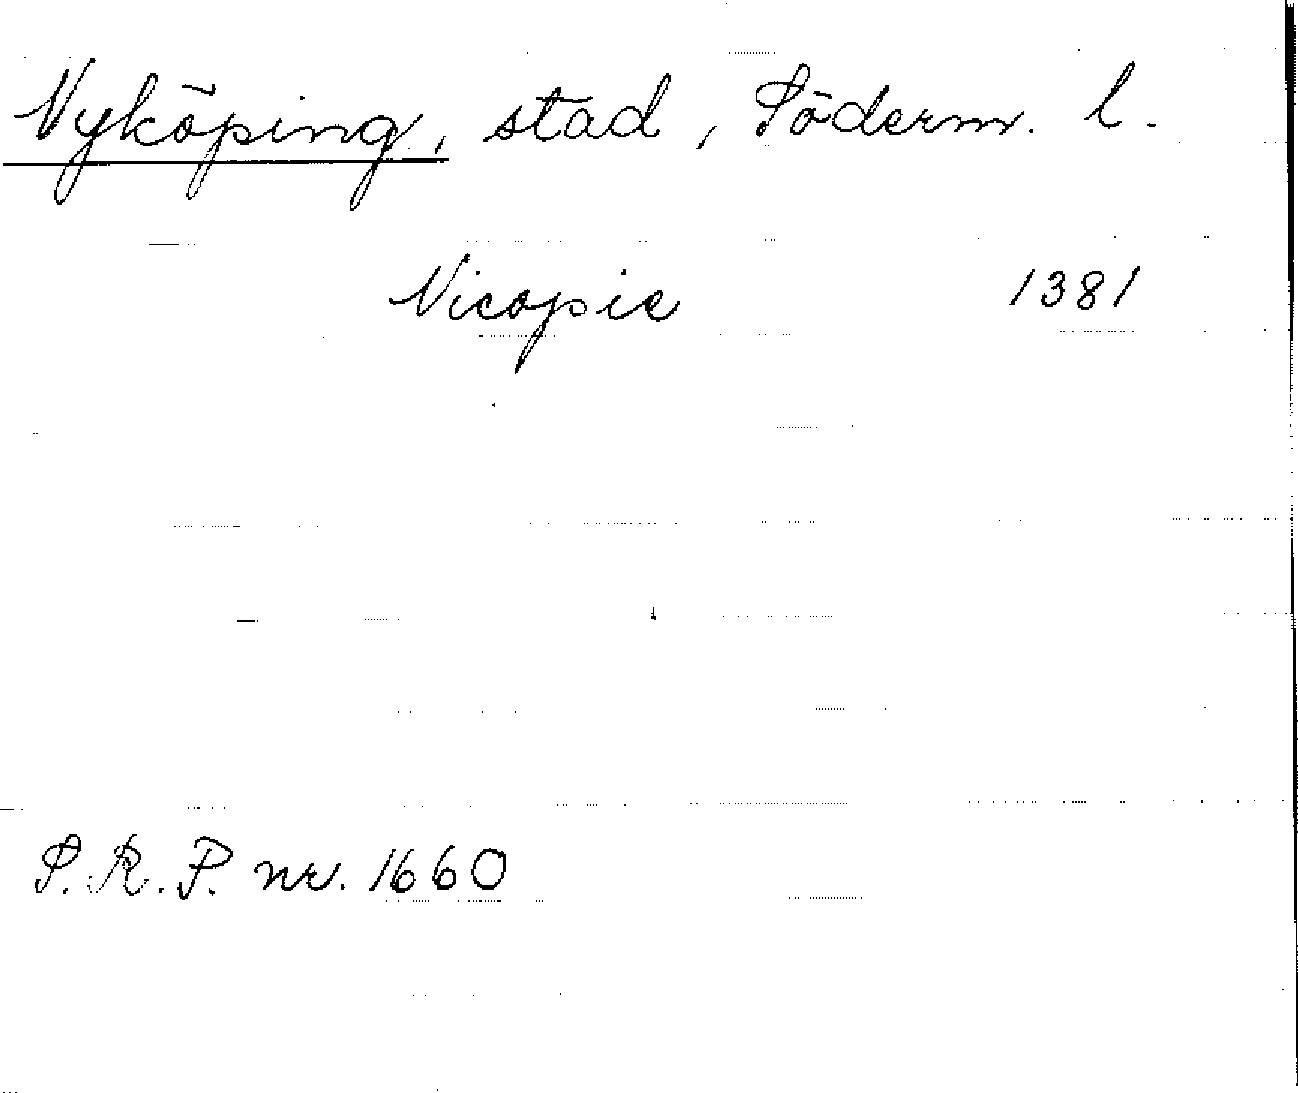 Nyköping, stad, Söderm. l.
Nicopie 1381
S.R.P. nr. 1660